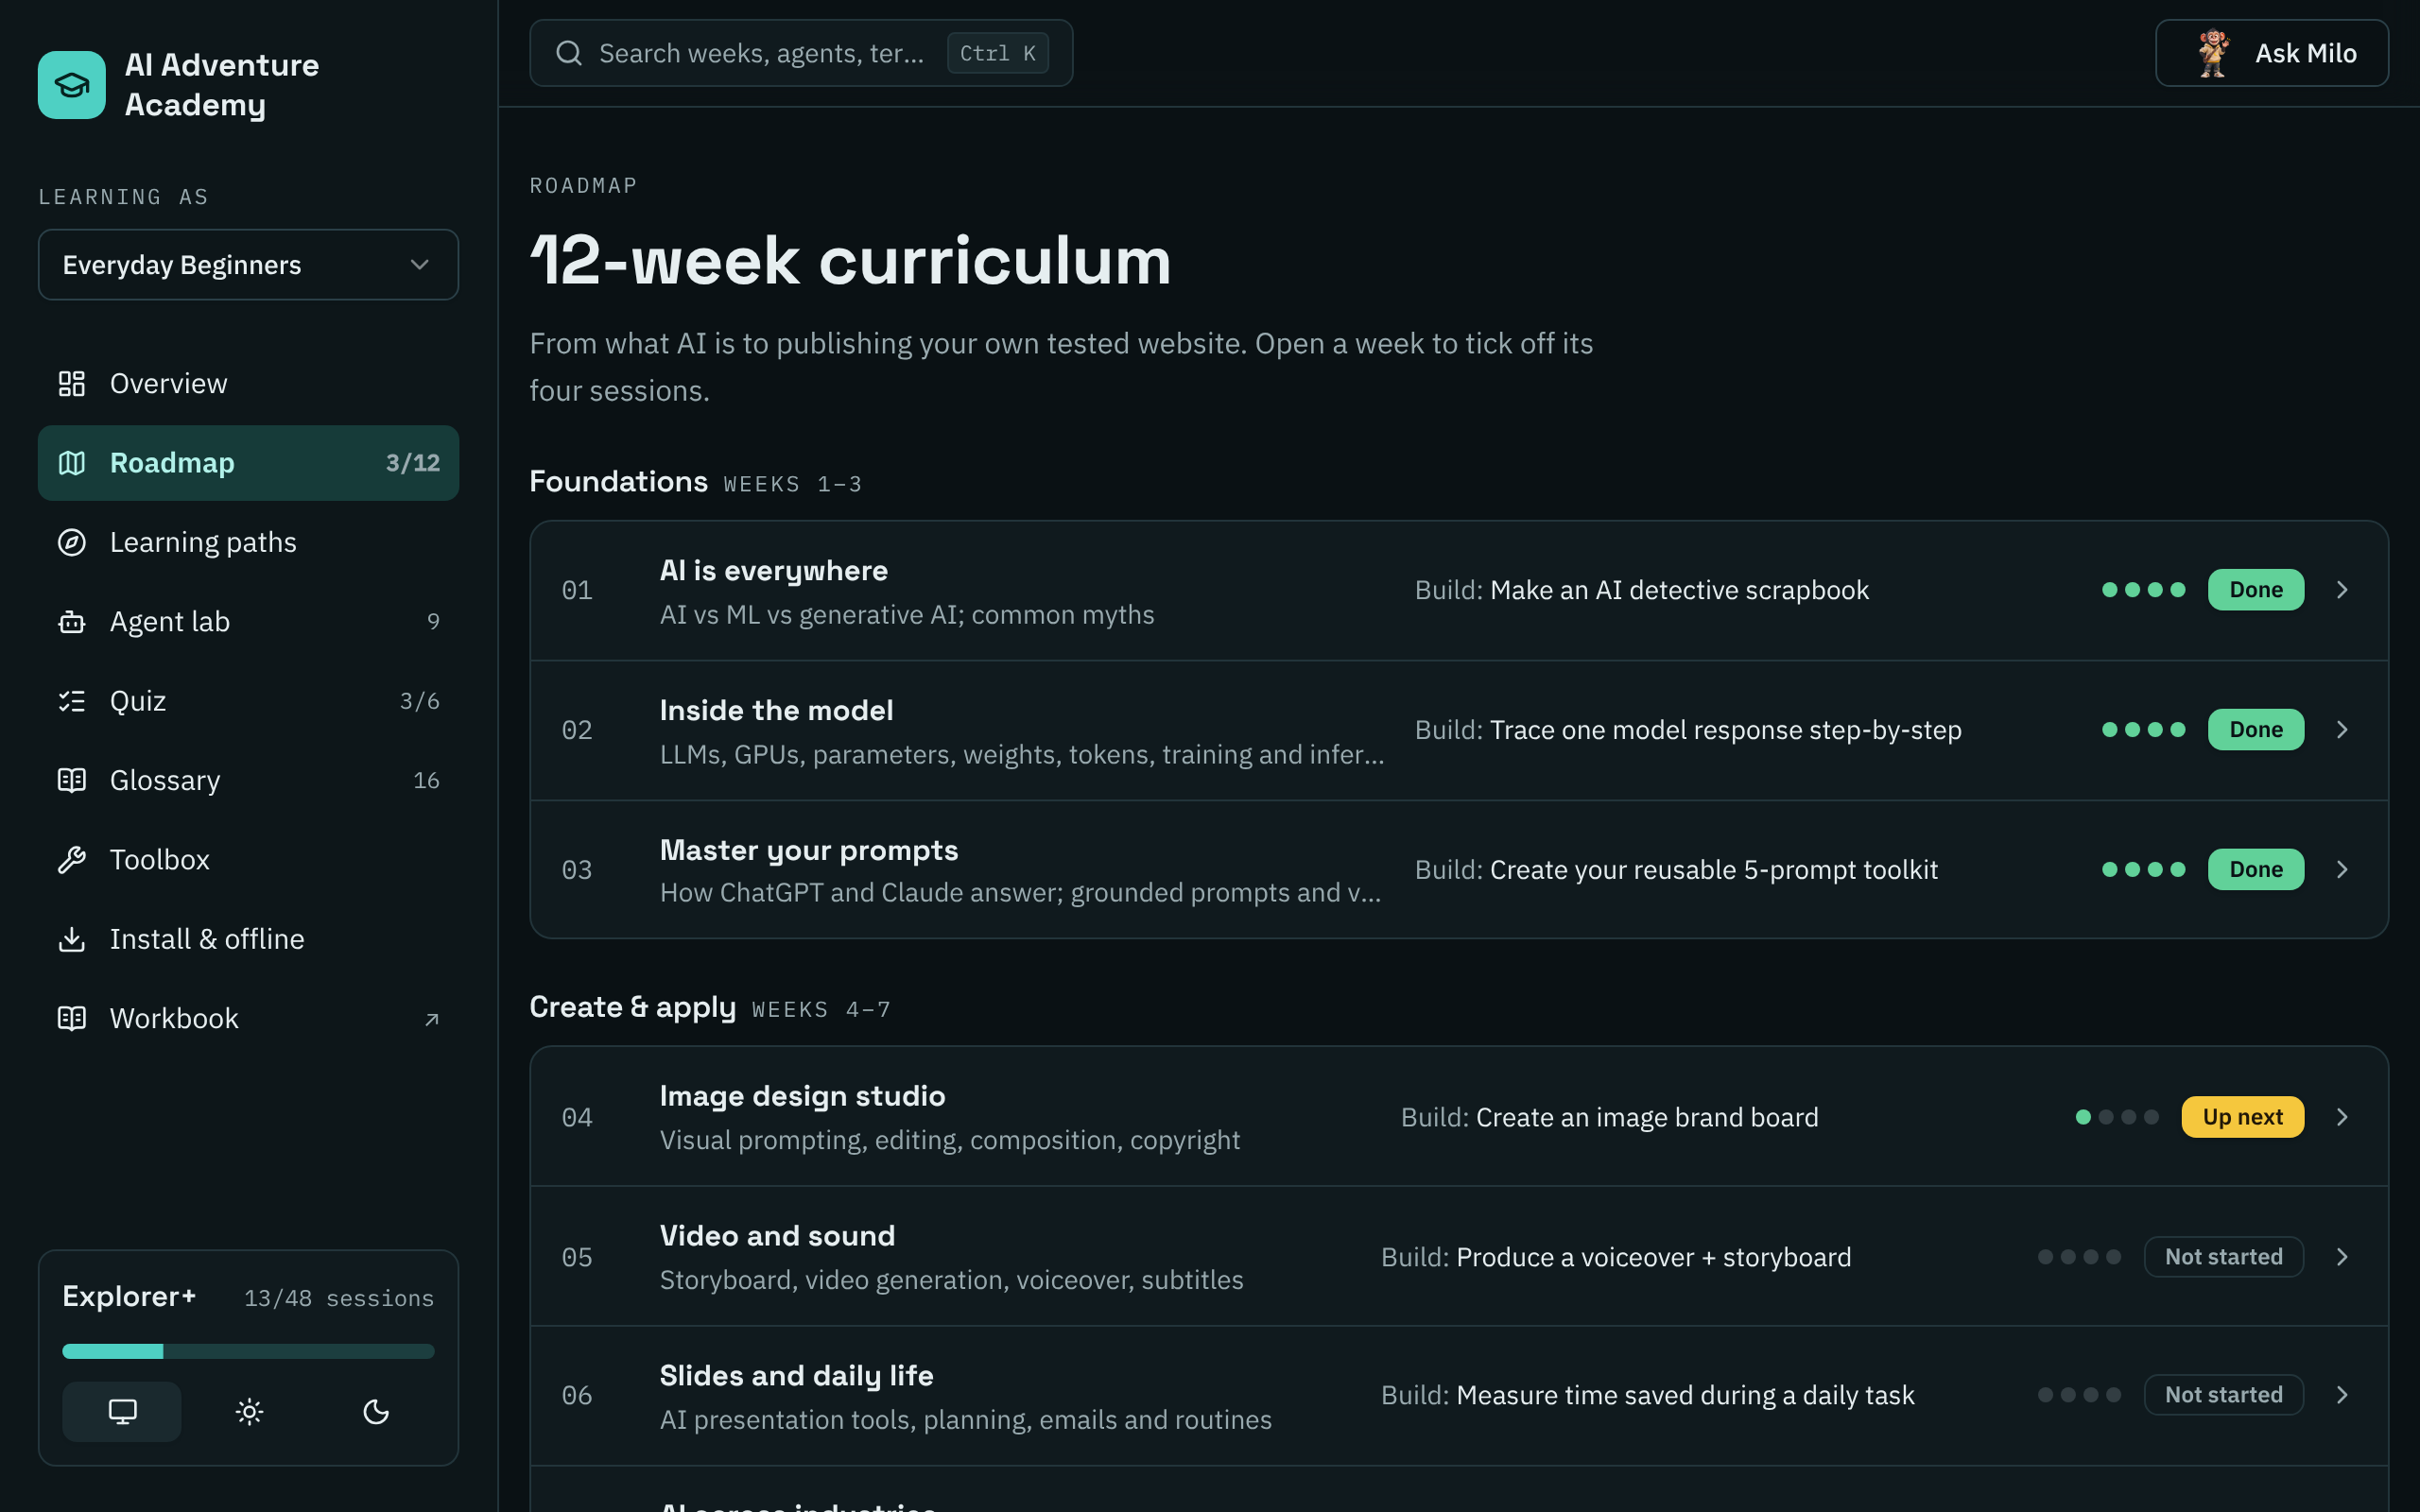 AI Adventure
Academy
LEARNING AS
Everyday Beginners
Overview
Roadmap 3/12
Learning paths
Agent lab 9
Quiz 3/6
Glossary 16
Toolbox
Install & offline
Workbook
Explorer+ 13/48 sessions
Search weeks, agents, ter... Ctrl K
Ask Milo
ROADMAP
12-week curriculum
From what AI is to publishing your own tested website. Open a week to tick off its
four sessions.
Foundations WEEKS 1–3
01 AI is everywhere
AI vs ML vs generative AI; common myths
Build: Make an AI detective scrapbook
Done
02 Inside the model
LLMs, GPUs, parameters, weights, tokens, training and infer...
Build: Trace one model response step-by-step
Done
03 Master your prompts
How ChatGPT and Claude answer; grounded prompts and v...
Build: Create your reusable 5-prompt toolkit
Done
Create & apply WEEKS 4–7
04 Image design studio
Visual prompting, editing, composition, copyright
Build: Create an image brand board
Up next
05 Video and sound
Storyboard, video generation, voiceover, subtitles
Build: Produce a voiceover + storyboard
Not started
06 Slides and daily life
AI presentation tools, planning, emails and routines
Build: Measure time saved during a daily task
Not started